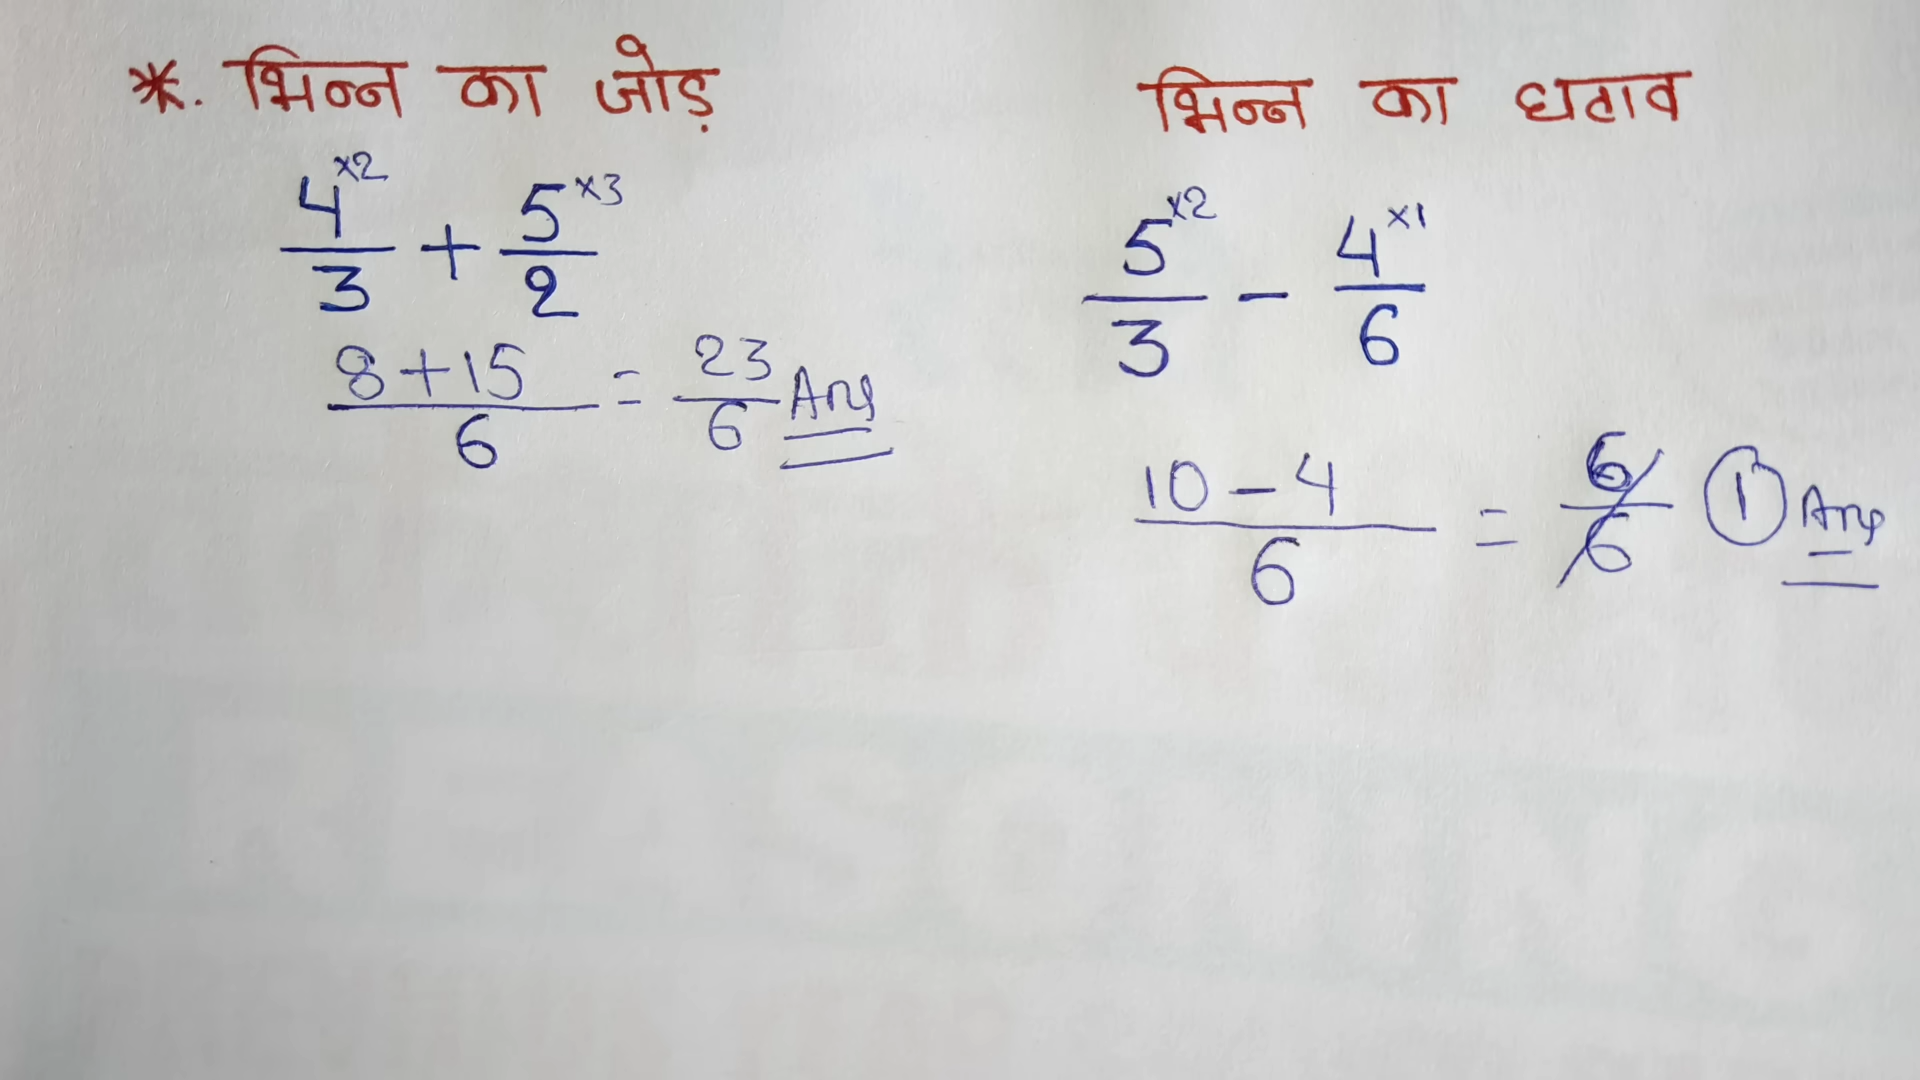 *. भिन्न का जोड़
4×2/3 + 5×3/2
8+15/6 = 23/6 Ans
भिन्न का घटाव
5×2/3 - 4×1/6
10-4/6 = 6/6 1 Ans
REASONING